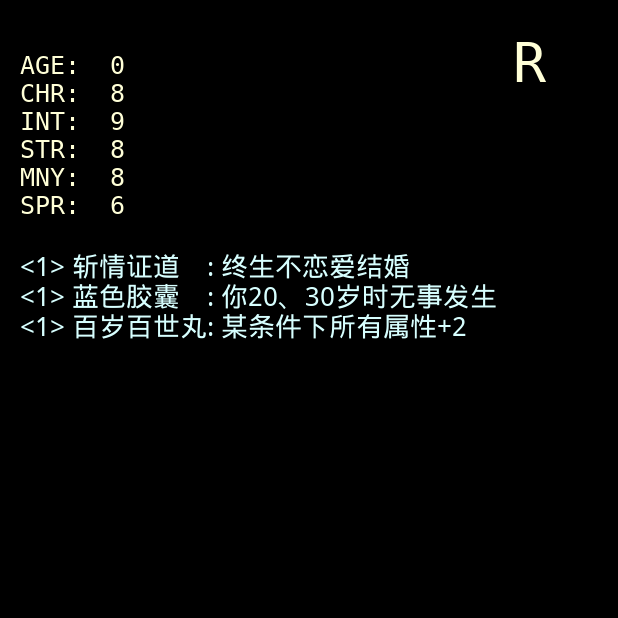 R
AGE: 0
CHR: 8
INT: 9
STR: 8
MNY: 8
SPR: 6
<1> 斩情证道 : 终生不恋爱结婚
<1> 蓝色胶囊 : 你20、30岁时无事发生
<1> 百岁百世丸: 某条件下所有属性+2